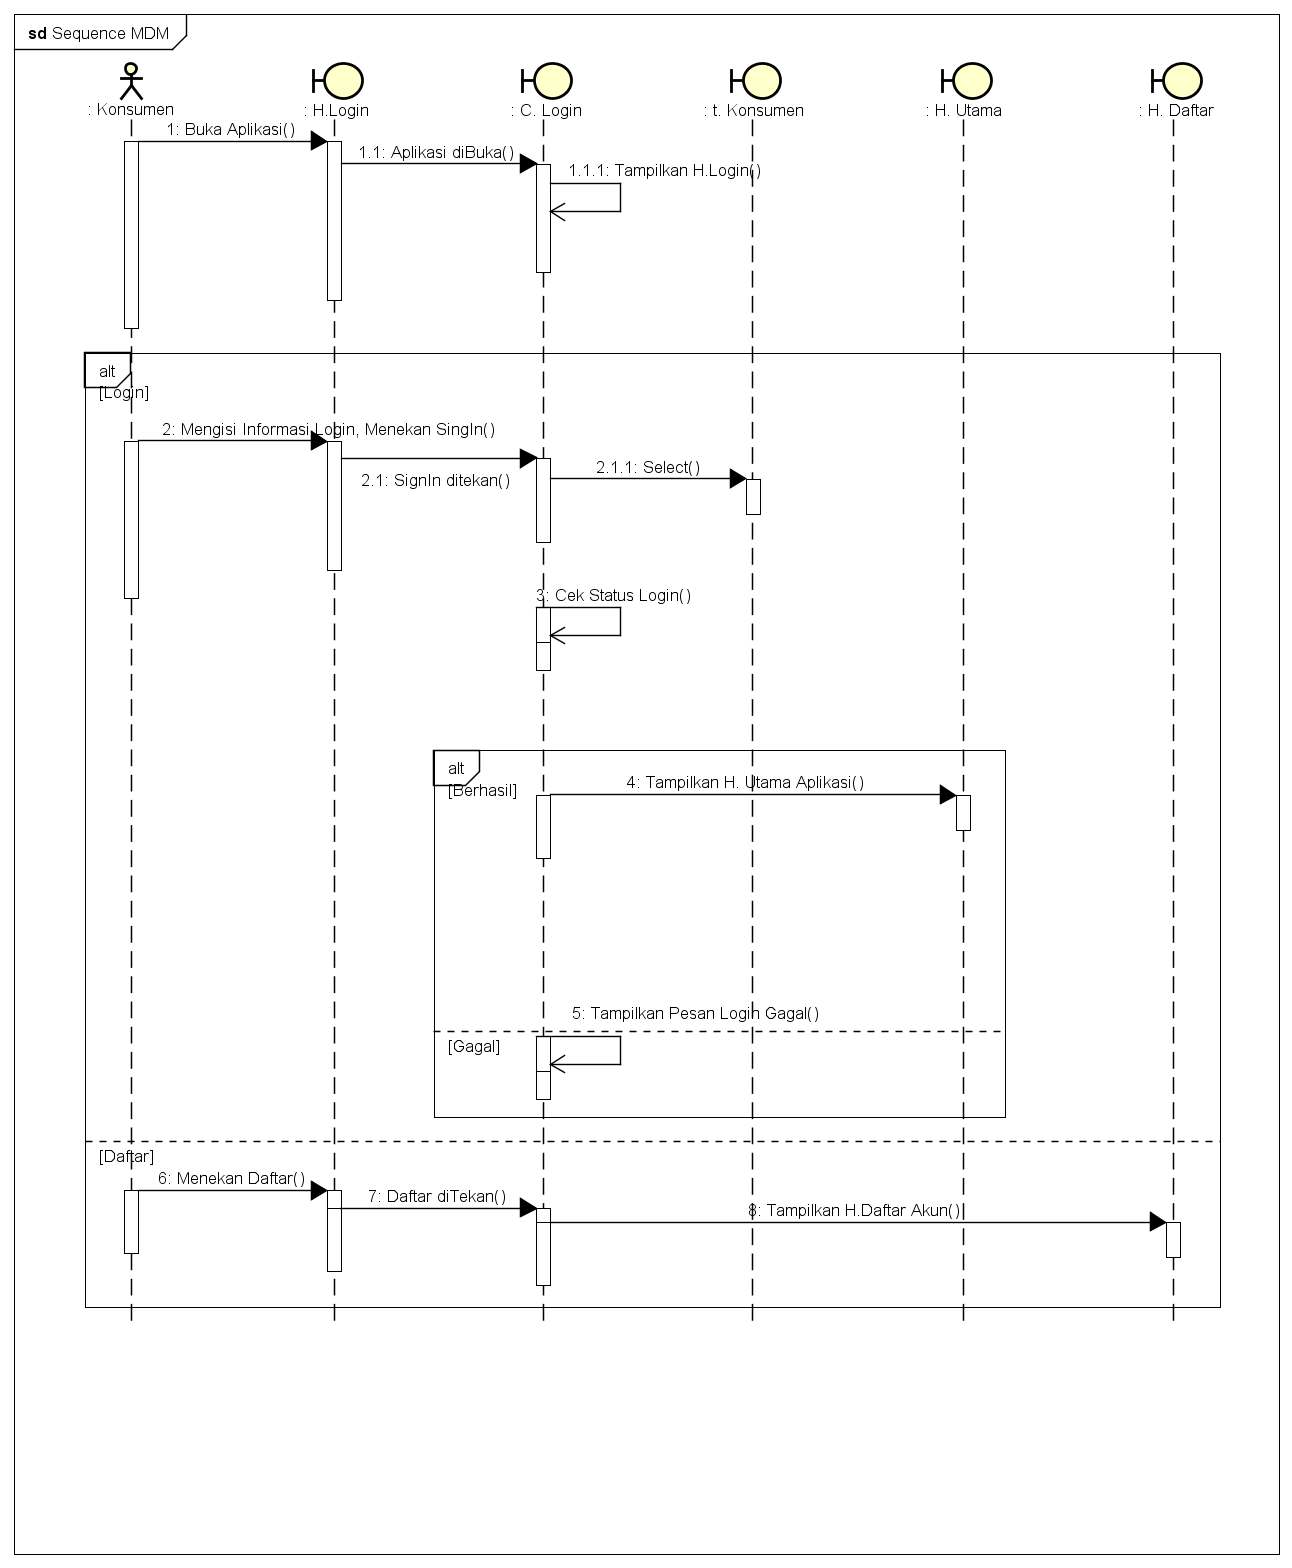 sd Sequence MDM
: Konsumen
: H.Login
: C. Login
: t. Konsumen
: H. Utama
: H. Daftar
1: Buka Aplikasi()
1.1: Aplikasi diBuka()
1.1.1: Tampilkan H.Login()
alt
[Login]
2: Mengisi Informasi Login, Menekan SingIn()
2.1: SignIn ditekan()
2.1.1: Select()
3: Cek Status Login()
alt
[Berhasil]
4: Tampilkan H. Utama Aplikasi()
5: Tampilkan Pesan Login Gagal()
[Gagal]
[Daftar]
6: Menekan Daftar()
7: Daftar diTekan()
8: Tampilkan H.Daftar Akun()